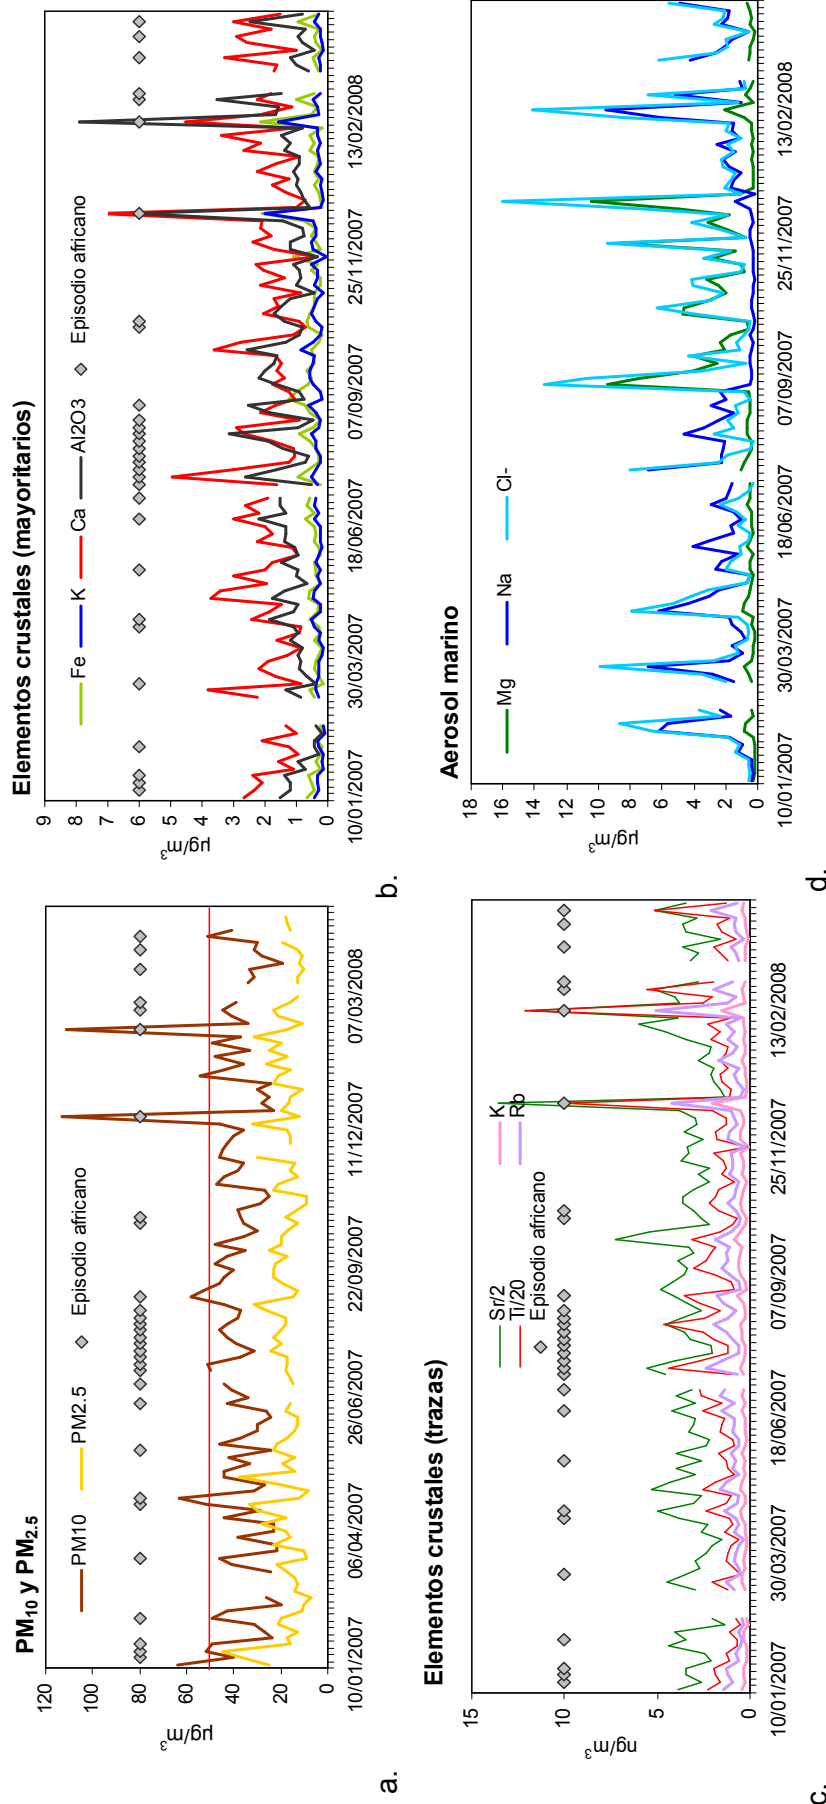 a.
PM10 y PM2.5
PM10
PM2.5
Episodio africano
µg/m3
120
100
80
60
40
20
0
10/01/2007
06/04/2007
26/06/2007
22/09/2007
11/12/2007
07/03/2008
b.
Elementos crustales (mayoritarios)
Fe
K
Ca
Al2O3
Episodio africano
µg/m3
9
8
7
6
5
4
3
2
1
0
10/01/2007
30/03/2007
18/06/2007
07/09/2007
25/11/2007
13/02/2008
c.
Elementos crustales (trazas)
Sr/2
K
Ti/20
Rb
Episodio africano
ng/m3
15
10
5
0
10/01/2007
30/03/2007
18/06/2007
07/09/2007
25/11/2007
13/02/2008
d.
Aerosol marino
Mg
Na
Cl-
µg/m3
18
16
14
12
10
8
6
4
2
0
10/01/2007
30/03/2007
18/06/2007
07/09/2007
25/11/2007
13/02/2008